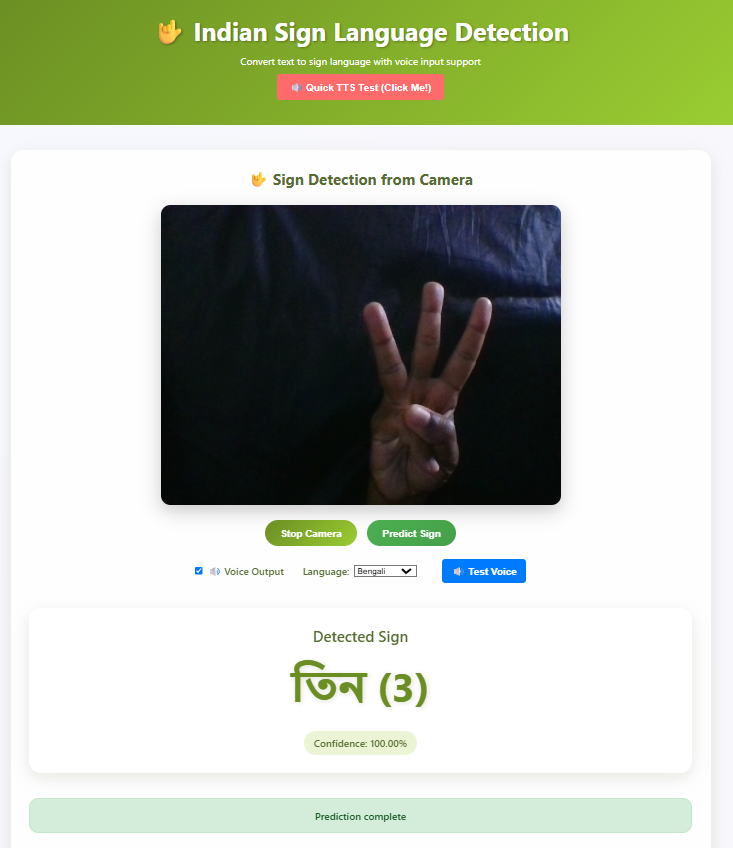 🤟 Indian Sign Language Detection
Convert text to sign language with voice input support
🔊 Quick TTS Test (Click Me!)
🤟 Sign Detection from Camera
Stop Camera Predict Sign
🔊 Voice Output Language: Bengali 🔊 Test Voice
Detected Sign
তিন (3)
Confidence: 100.00%
Prediction complete